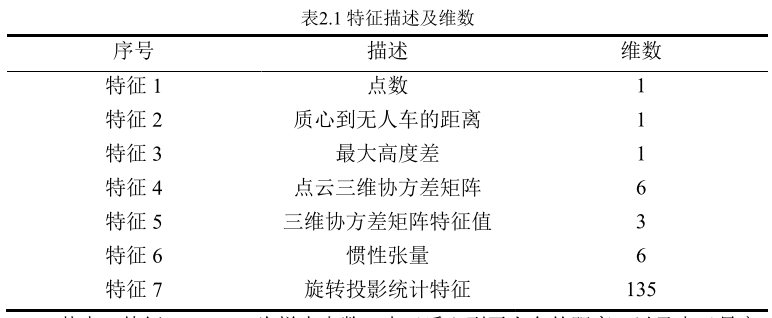 表2.1 特征描述及维数
序号 描述 维数
特征 1 点数 1
特征 2 质心到无人车的距离 1
特征 3 最大高度差 1
特征 4 点云三维协方差矩阵 6
特征 5 三维协方差矩阵特征值 3
特征 6 惯性张量 6
特征 7 旋转投影统计特征 135